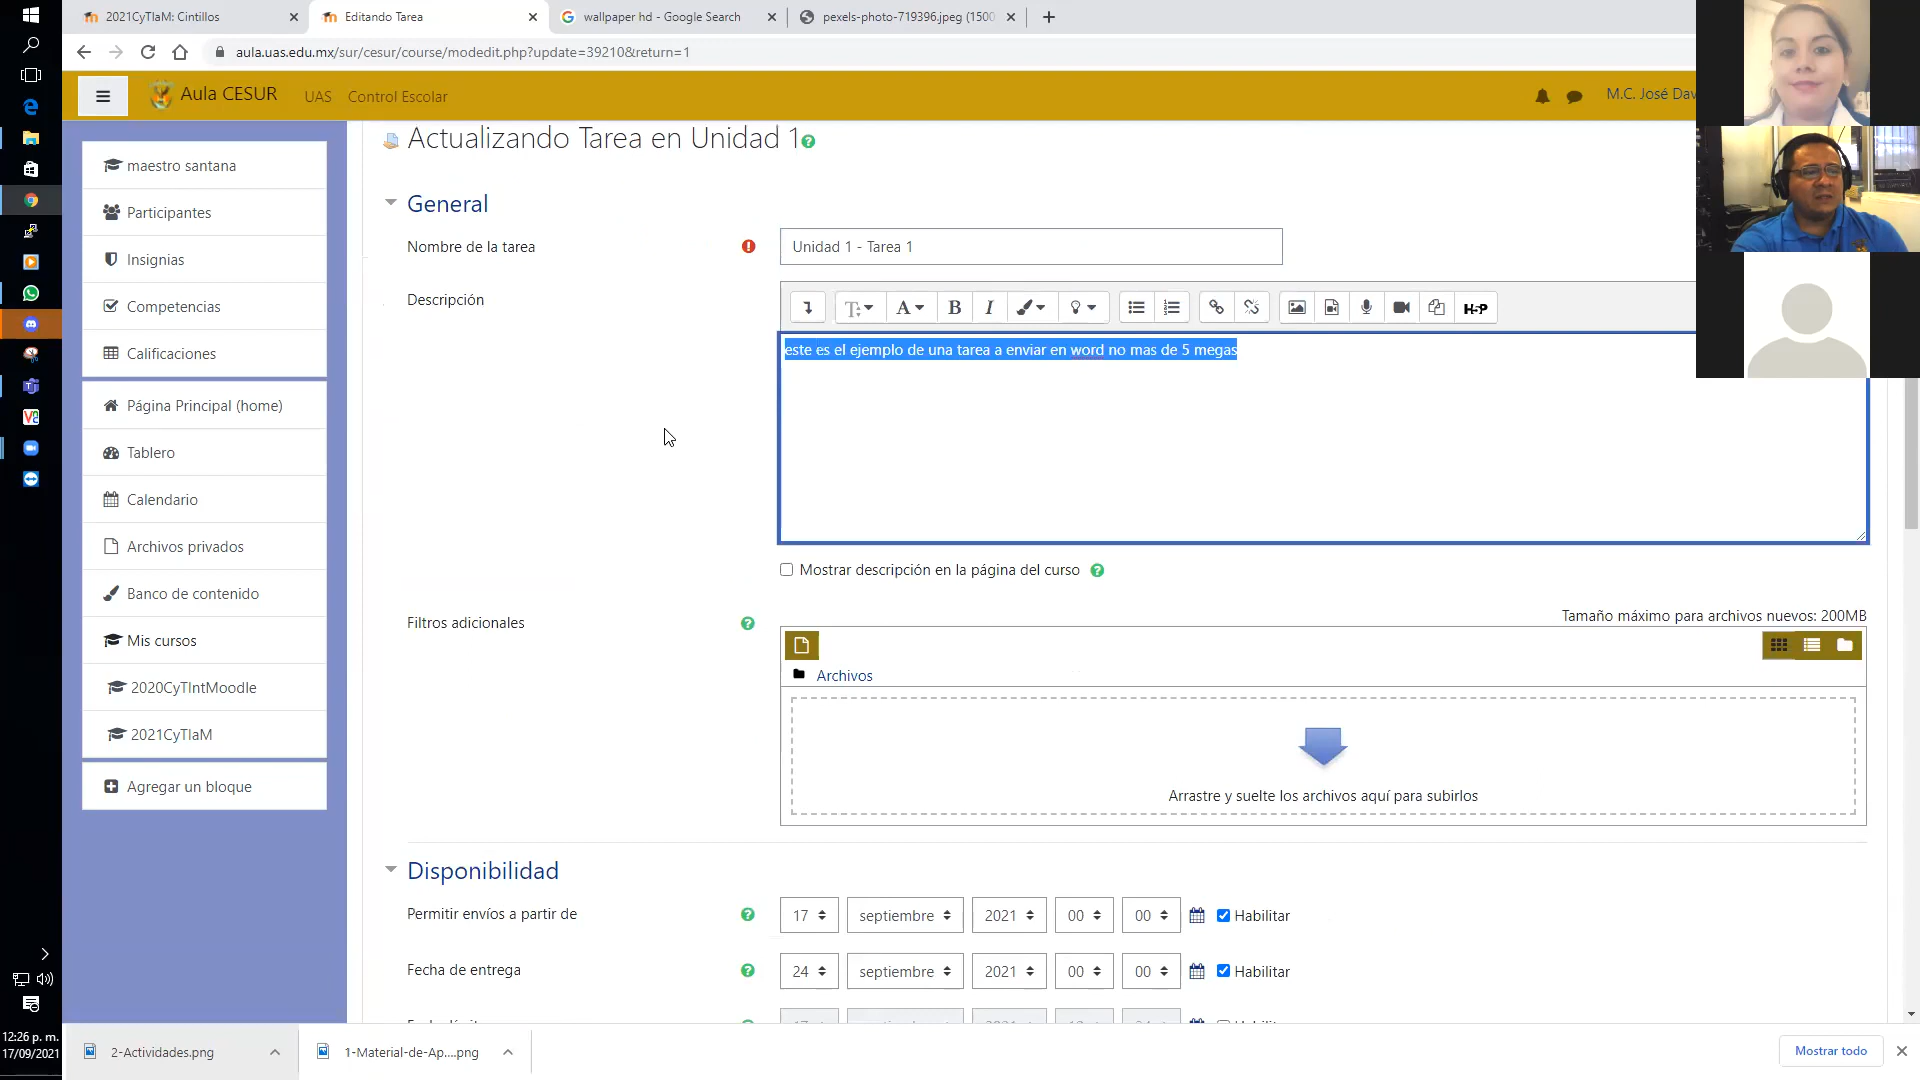 2021CyTIaM: Cintillos
Editando Tarea
wallpaper hd - Google Search
pexels-photo-719396.jpeg (1500
aula.uas.edu.mx/sur/cesur/course/modedit.php?update=39210&return=1
Aula CESUR
UAS
Control Escolar
M.C. José Dav
maestro santana
Participantes
Insignias
Competencias
Calificaciones
Página Principal (home)
Tablero
Calendario
Archivos privados
Banco de contenido
Mis cursos
2020CyTIntMoodle
2021CyTIaM
Agregar un bloque
Actualizando Tarea en Unidad 1
General
Nombre de la tarea
Unidad 1 - Tarea 1
Descripción
H-P
este es el ejemplo de una tarea a enviar en word no mas de 5 megas
Mostrar descripción en la página del curso
Filtros adicionales
Tamaño máximo para archivos nuevos: 200MB
Archivos
Arrastre y suelte los archivos aquí para subirlos
Disponibilidad
Permitir envíos a partir de
17 septiembre 2021 00 00 Habilitar
Fecha de entrega
24 septiembre 2021 00 00 Habilitar
12:26 p. m.
17/09/2021
2-Actividades.png
1-Material-de-Ap....png
Mostrar todo